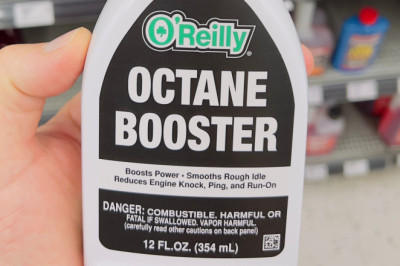 O'Reilly
OCTANE
BOOSTER
Boosts Power • Smooths Rough Idle
Reduces Engine Knock, Ping, and Run-On
DANGER: COMBUSTIBLE. HARMFUL OR
FATAL IF SWALLOWED. VAPOR HARMFUL.
(carefully read other cautions on back panel)
12 FL.OZ. (354 mL)